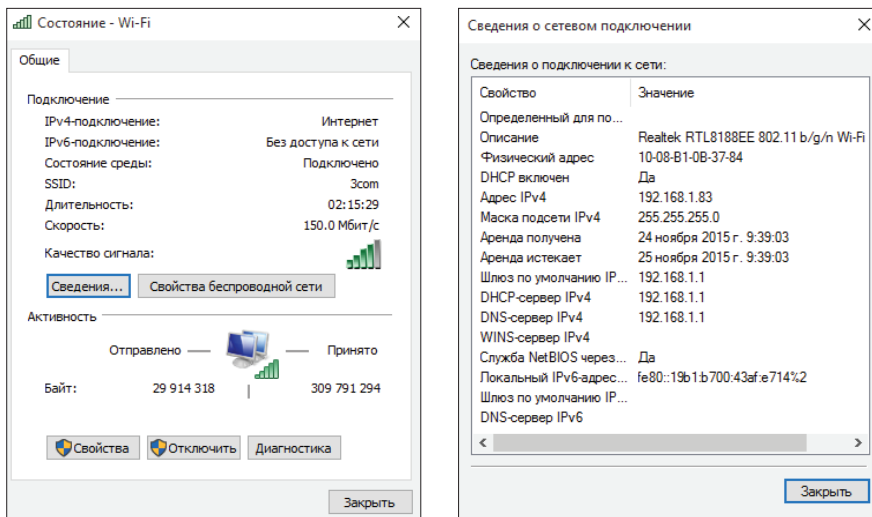 Состояние - Wi-Fi
Общие
Подключение
IPv4-подключение: Интернет
IPv6-подключение: Без доступа к сети
Состояние среды: Подключено
SSID: 3com
Длительность: 02:15:29
Скорость: 150.0 Мбит/с
Качество сигнала:
Сведения... Свойства беспроводной сети
Активность
Отправлено Принято
Байт: 29 914 318 309 791 294
Свойства Отключить Диагностика
Закрыть
Сведения о сетевом подключении
Сведения о подключении к сети:
Свойство Значение
Определенный для по...
Описание Realtek RTL8188EE 802.11 b/g/n Wi-Fi
Физический адрес 10-08-B1-0B-37-84
DHCP включен Да
Адрес IPv4 192.168.1.83
Маска подсети IPv4 255.255.255.0
Аренда получена 24 ноября 2015 г. 9:39:03
Аренда истекает 25 ноября 2015 г. 9:39:03
Шлюз по умолчанию IP... 192.168.1.1
DHCP-сервер IPv4 192.168.1.1
DNS-сервер IPv4 192.168.1.1
WINS-сервер IPv4
Служба NetBIOS через... Да
Локальный IPv6-адрес... fe80::19b1:b700:43af:e714%2
Шлюз по умолчанию IP...
DNS-сервер IPv6
Закрыть